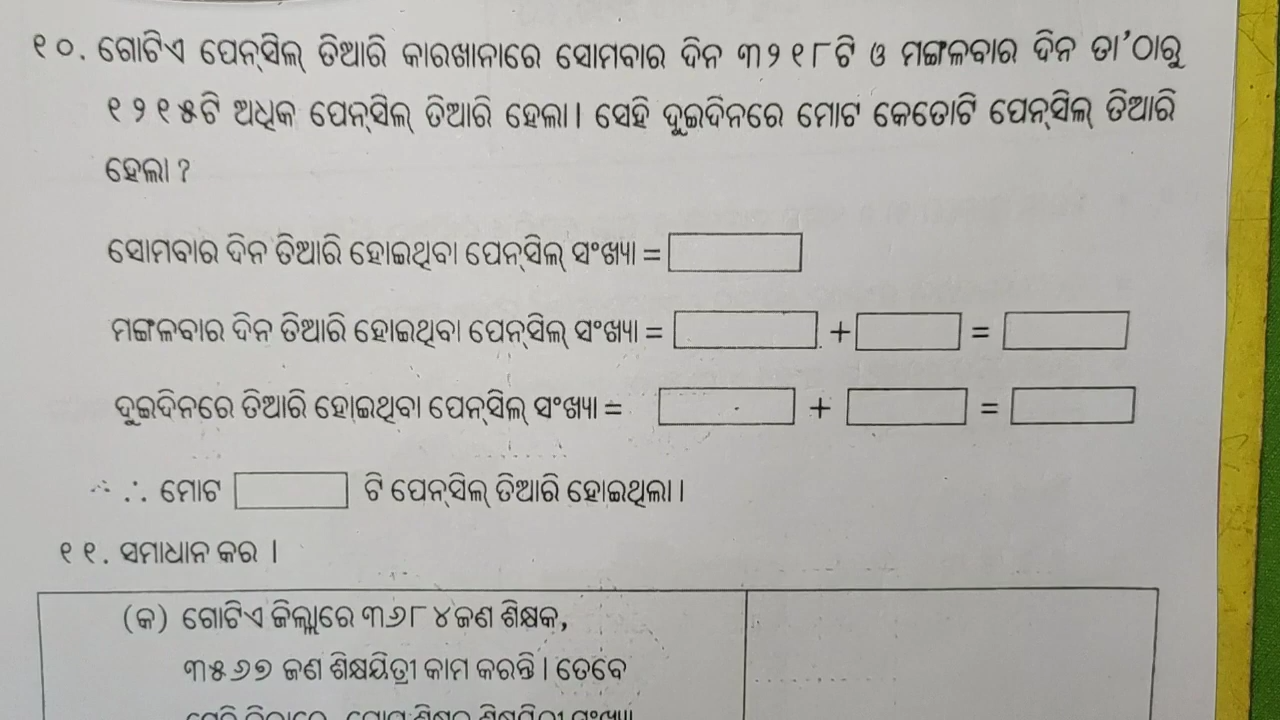 ୧୦. ଗୋଟିଏ ପେନ୍‌ସିଲ୍ ତିଆରି କାରଖାନାରେ ସୋମବାର ଦିନ ୩୨୧୮ଟି ଓ ମଙ୍ଗଳବାର ଦିନ ତା'ଠାରୁ
୧୨୧୫ଟି ଅଧିକ ପେନ୍‌ସିଲ୍ ତିଆରି ହେଲା। ସେହି ଦୁଇଦିନରେ ମୋଟ କେତୋଟି ପେନ୍‌ସିଲ୍ ତିଆରି
ହେଲା ?
ସୋମବାର ଦିନ ତିଆରି ହୋଇଥିବା ପେନ୍‌ସିଲ୍ ସଂଖ୍ୟା =
ମଙ୍ଗଳବାର ଦିନ ତିଆରି ହୋଇଥିବା ପେନ୍‌ସିଲ୍ ସଂଖ୍ୟା = + =
ଦୁଇଦିନରେ ତିଆରି ହୋଇଥିବା ପେନ୍‌ସିଲ୍ ସଂଖ୍ୟା = + =
∴ ମୋଟ ଟି ପେନ୍‌ସିଲ୍ ତିଆରି ହୋଇଥିଲା।
୧୧. ସମାଧାନ କର ।
(କ) ଗୋଟିଏ ଜିଲ୍ଲାରେ ୩୬୮୪ଜଣ ଶିକ୍ଷକ,
୩୫୬୭ ଜଣ ଶିକ୍ଷୟିତ୍ରୀ କାମ କରନ୍ତି। ତେବେ